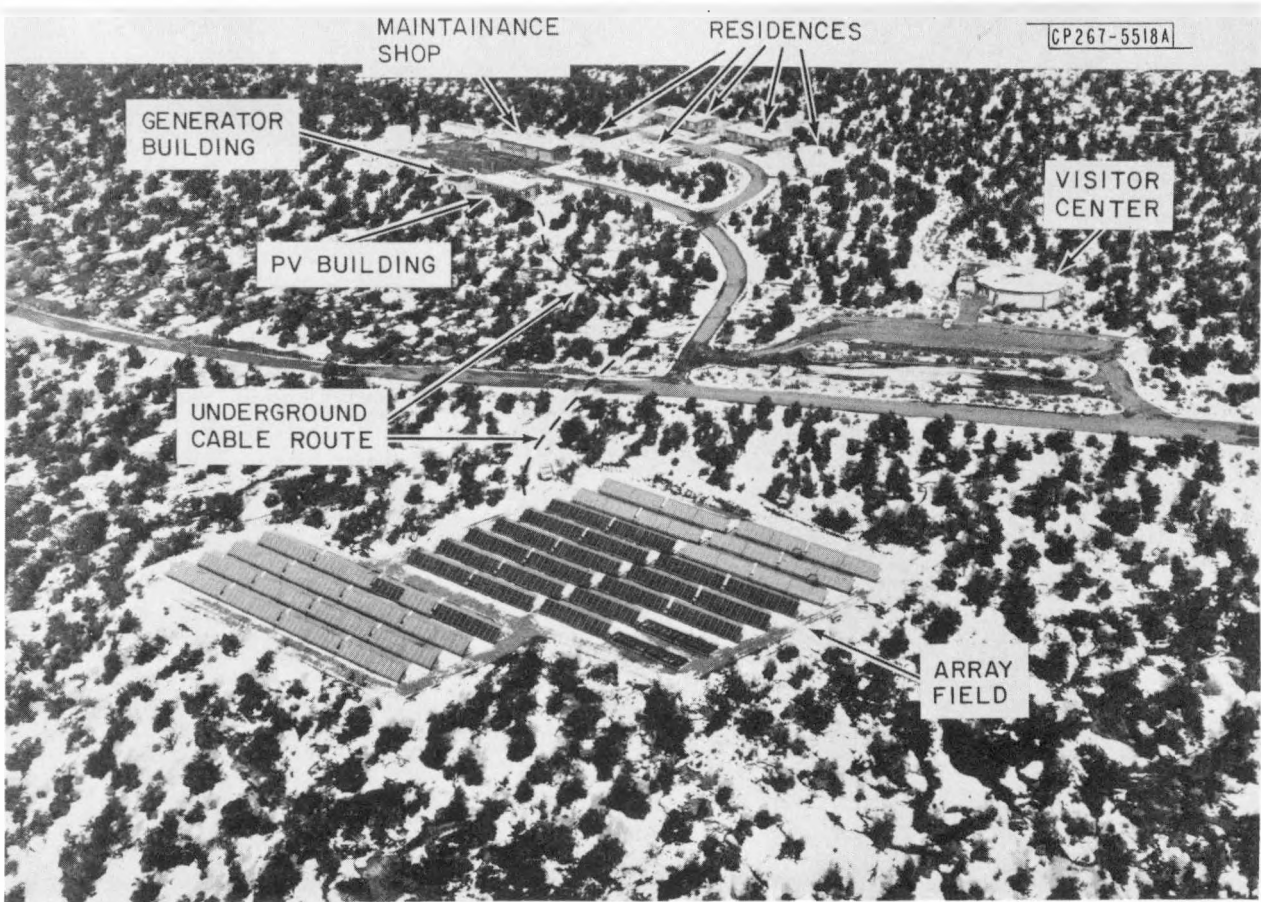 MAINTAINANCE
SHOP
RESIDENCES
CP267-5518A
GENERATOR
BUILDING
VISITOR
CENTER
PV BUILDING
UNDERGROUND
CABLE ROUTE
ARRAY
FIELD